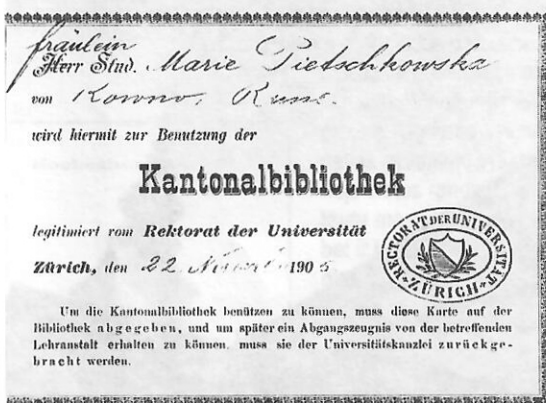 fräulein
Herr Stud. Marie Pietschkowska
von Kowno, Russl.
wird hiermit zur Benutzung der
Kantonalbibliothek
legitimiert vom Rektorat der Universität
Zürich, den 22. 1905
RECTORAT DER UNIVERSITÄT ZÜRICH
Um die Kantonalbibliothek benützen zu können, muss diese Karte auf der
Bibliothek abgegeben, und um später ein Abgangszeugnis von der betreffenden
Lehranstalt erhalten zu können, muss sie der Universitätskanzlei zurückge-
bracht werden.